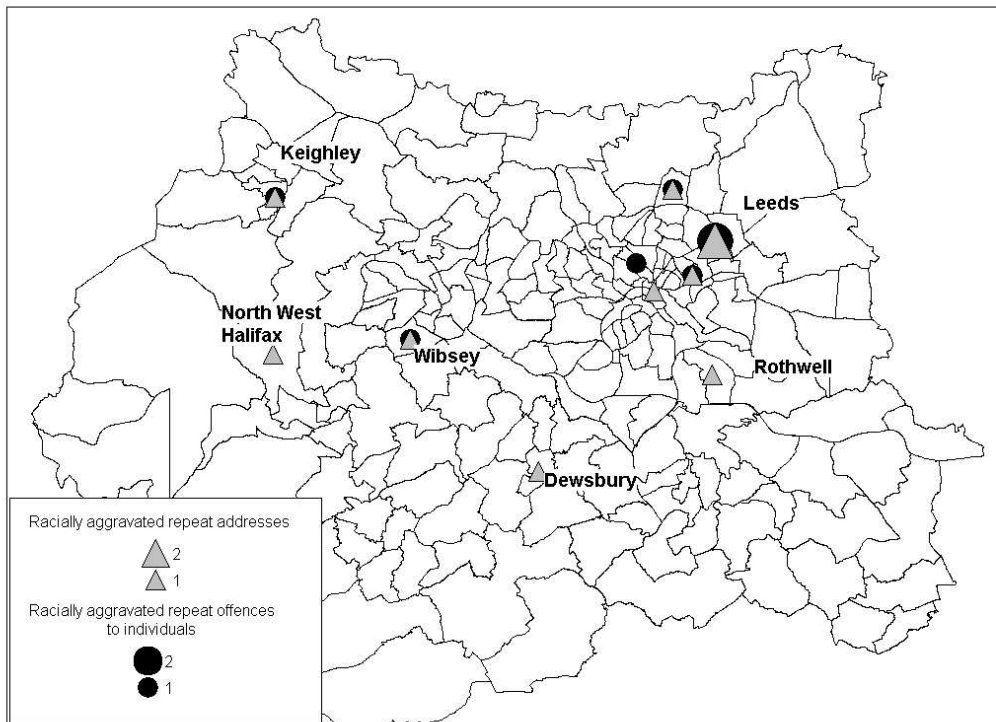 Keighley
Leeds
North West
Halifax
Wibsey
Rothwell
Dewsbury
Racially aggravated repeat addresses
2
1
Racially aggravated repeat offences
to individuals
2
1